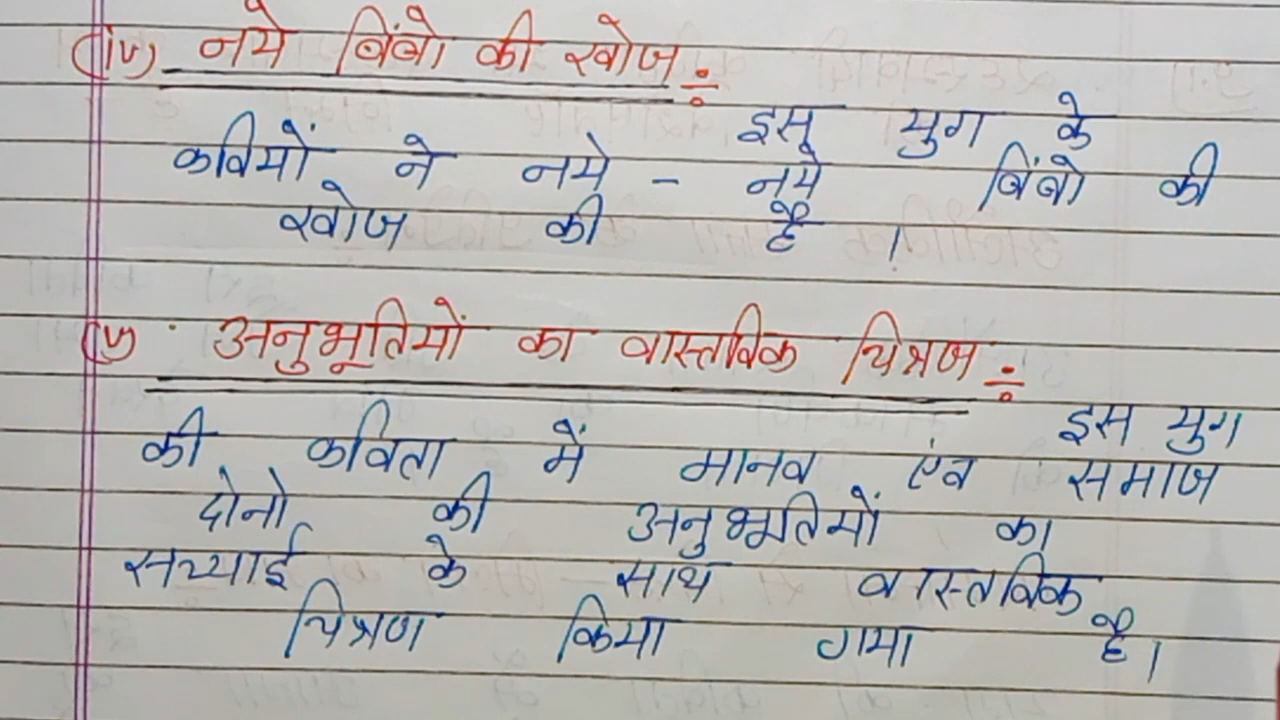 (iv) नये बिंबो की खोज ÷
इस युग के
कवियों ने नये - नये बिंबो की
खोज की है ।
(v) अनुभूतियों का वास्तविक चित्रण ÷
इस युग
की कविता में मानव एंव समाज
दोनो की अनुभूतियों का
सच्चाई के साथ वास्तविक
चित्रण किया गया है ।